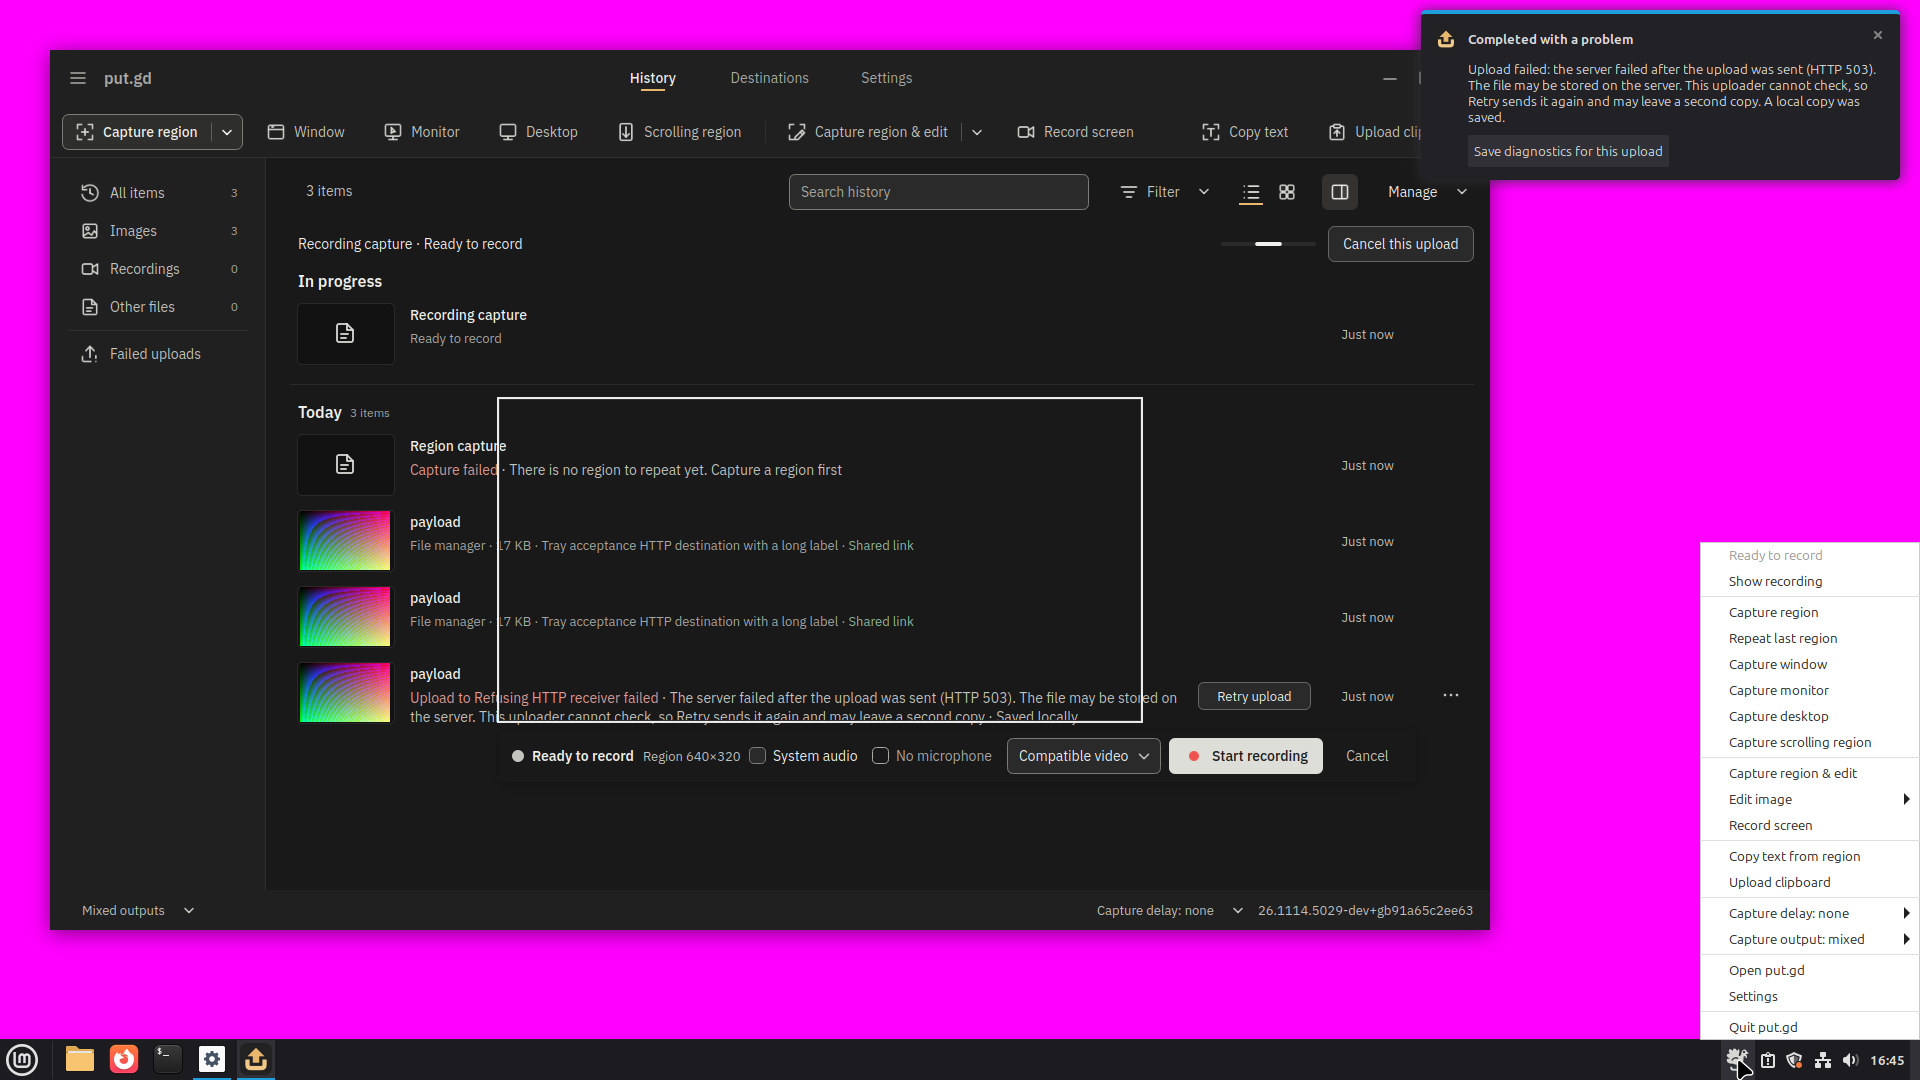 put.gd
History
Destinations
Settings
Capture region
Window
Monitor
Desktop
Scrolling region
Capture region & edit
Record screen
Copy text
Upload
All items 3
Images 3
Recordings 0
Other files 0
Failed uploads
3 items
Search history
Filter
Manage
Recording capture · Ready to record
Cancel this upload
In progress
Recording capture
Ready to record
Just now
Today 3 items
Region capture
Capture failed · There is no region to repeat yet. Capture a region first
Just now
payload
File manager · 17 KB · Tray acceptance HTTP destination with a long label · Shared link
Just now
payload
File manager · 17 KB · Tray acceptance HTTP destination with a long label · Shared link
Just now
payload
Upload to Refusing HTTP receiver failed · The server failed after the upload was sent (HTTP 503). The file may be stored on
the server. This uploader cannot check, so Retry sends it again and may leave a second copy · Saved locally
Retry upload
Just now
Ready to record
Region 640×320
System audio
No microphone
Compatible video
Start recording
Cancel
Mixed outputs
Capture delay: none
26.1114.5029-dev+gb91a65c2ee63
Completed with a problem
Upload failed: the server failed after the upload was sent (HTTP 503).
The file may be stored on the server. This uploader cannot check, so
Retry sends it again and may leave a second copy. A local copy was
saved.
Save diagnostics for this upload
Ready to record
Show recording
Capture region
Repeat last region
Capture window
Capture monitor
Capture desktop
Capture scrolling region
Capture region & edit
Edit image
Record screen
Copy text from region
Upload clipboard
Capture delay: none
Capture output: mixed
Open put.gd
Settings
Quit put.gd
16:45